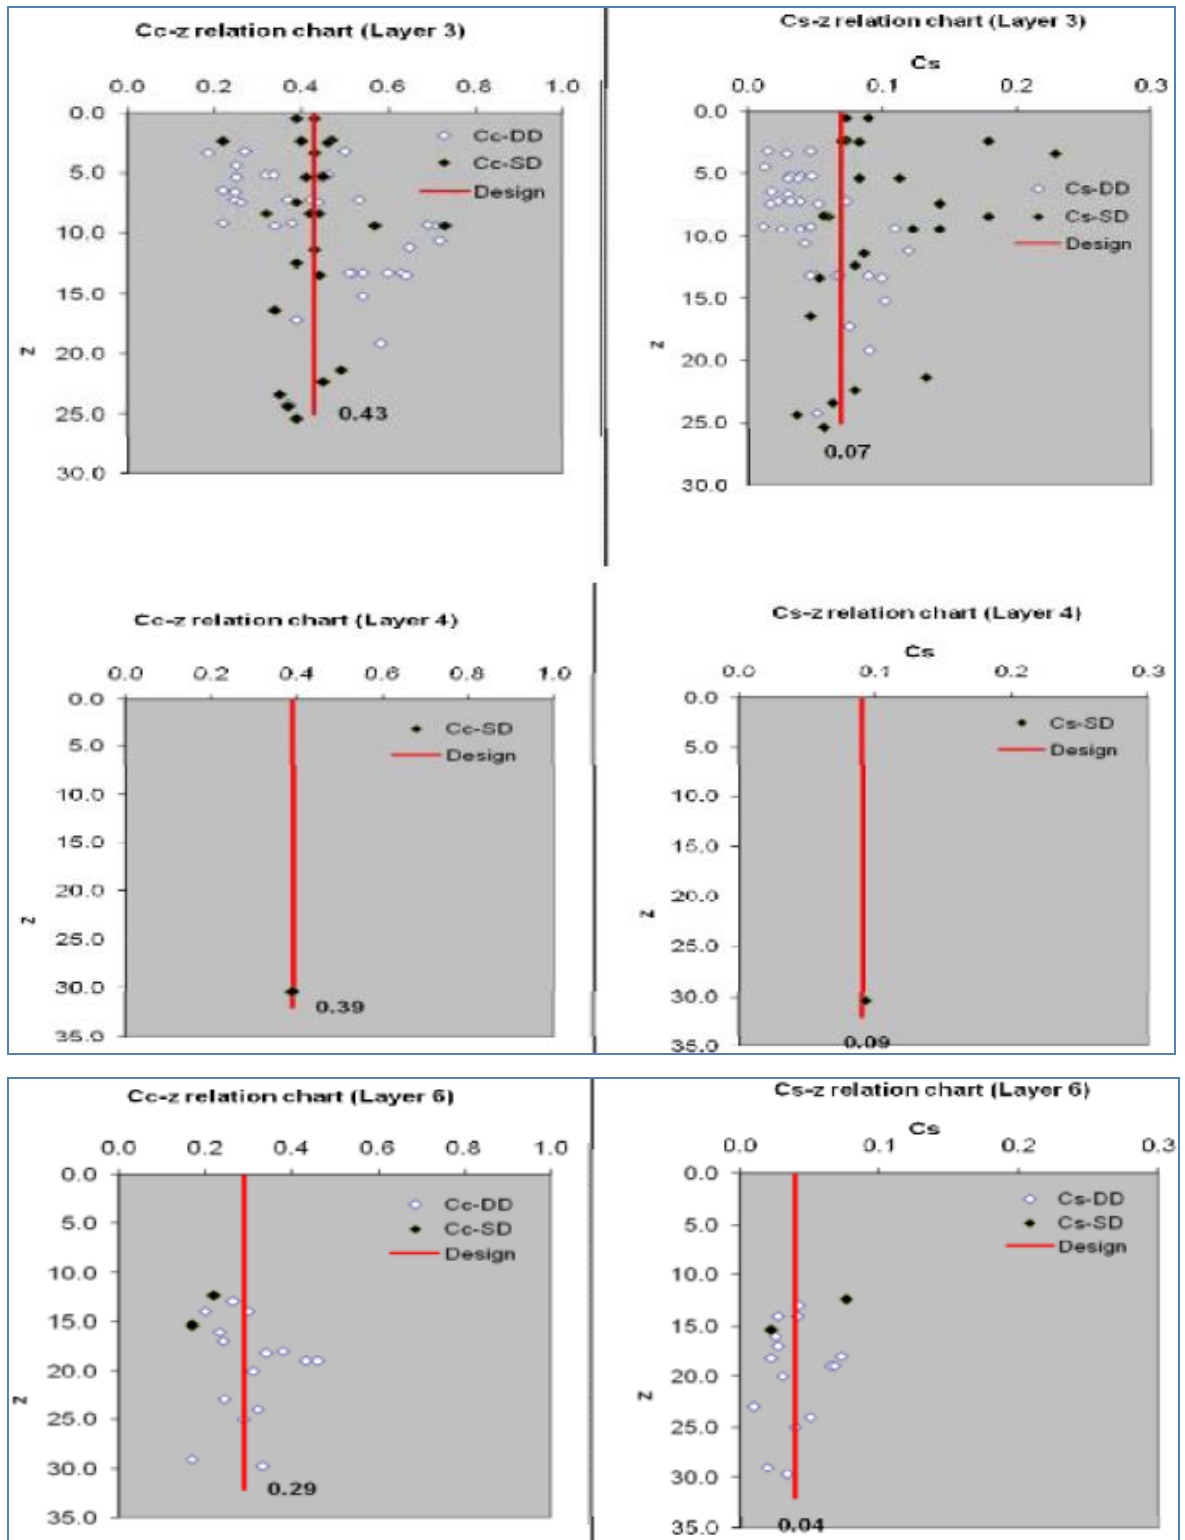 Cc-z relation chart (Layer 3)
0.0 0.2 0.4 0.6 0.8 1.0
0.0
5.0
10.0
15.0
20.0
25.0
30.0
z
Cc-DD
Cc-SD
Design
0.43
Cs-z relation chart (Layer 3)
Cs
0.0 0.1 0.2 0.3
0.0
5.0
10.0
15.0
20.0
25.0
30.0
z
Cs-DD
Cs-SD
Design
0.07
Cc-z relation chart (Layer 4)
0.0 0.2 0.4 0.6 0.8 1.0
0.0
5.0
10.0
15.0
20.0
25.0
30.0
35.0
z
Cc-SD
Design
0.39
Cs-z relation chart (Layer 4)
Cs
0.0 0.1 0.2 0.3
0.0
5.0
10.0
15.0
20.0
25.0
30.0
35.0
z
Cs-SD
Design
0.09
Cc-z relation chart (Layer 6)
0.0 0.2 0.4 0.6 0.8 1.0
0.0
5.0
10.0
15.0
20.0
25.0
30.0
35.0
z
Cc-DD
Cc-SD
Design
0.29
Cs-z relation chart (Layer 6)
Cs
0.0 0.1 0.2 0.3
0.0
5.0
10.0
15.0
20.0
25.0
30.0
35.0
z
Cs-DD
Cs-SD
Design
0.04